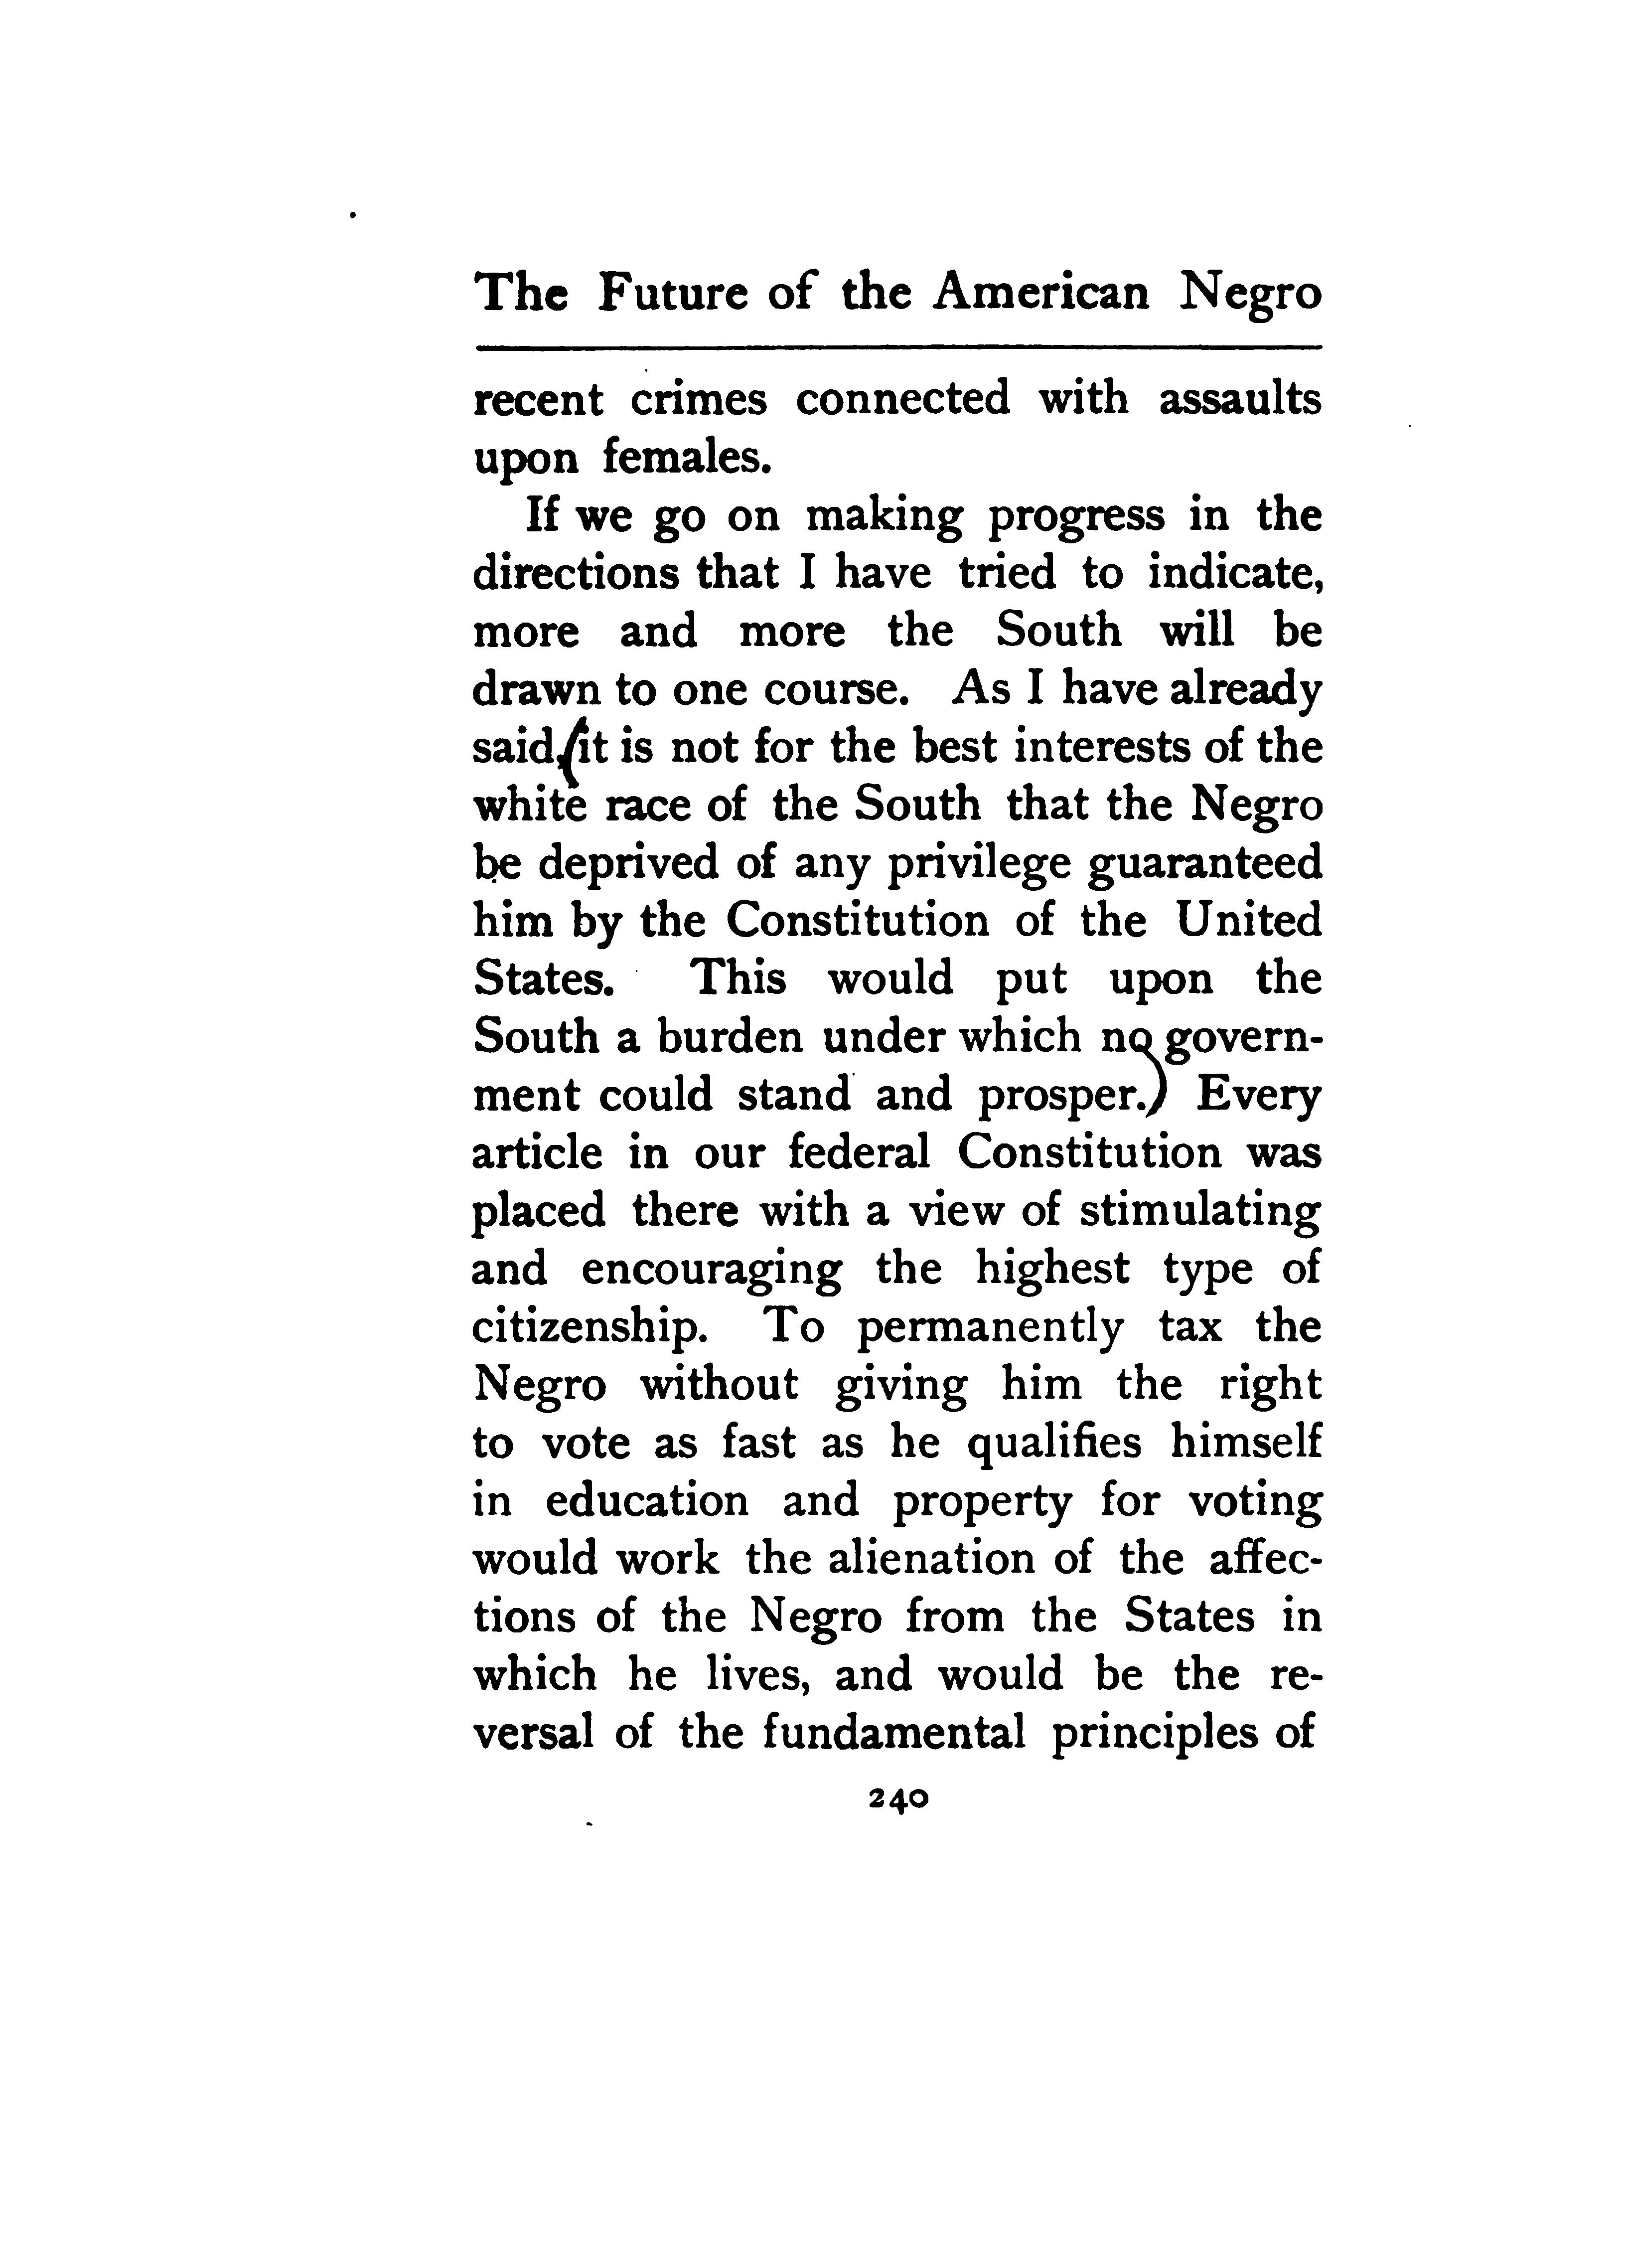 The Future of the American Negro
recent crimes connected with assaults
upon females.
If we go on making progress in the
directions that I have tried to indicate,
more and more the South will be
drawn to one course. As I have already
said, (it is not for the best interests of the
white race of the South that the Negro
be deprived of any privilege guaranteed
him by the Constitution of the United
States. This would put upon the
South a burden under which no govern-
ment could stand and prosper.) Every
article in our federal Constitution was
placed there with a view of stimulating
and encouraging the highest type of
citizenship. To permanently tax the
Negro without giving him the right
to vote as fast as he qualifies himself
in education and property for voting
would work the alienation of the affec-
tions of the Negro from the States in
which he lives, and would be the re-
versal of the fundamental principles of
240